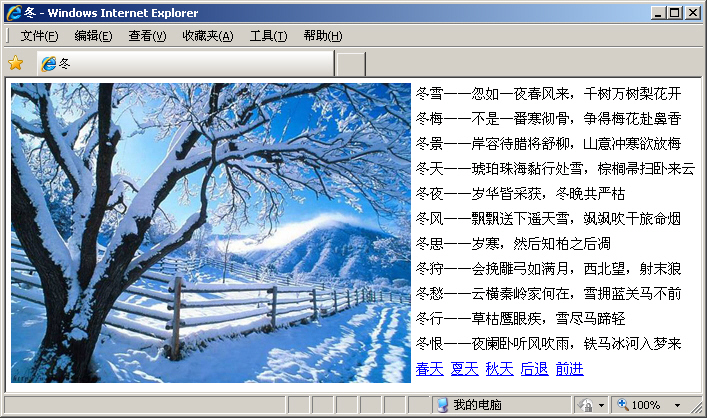 冬 - Windows Internet Explorer
文件(F) 编辑(E) 查看(V) 收藏夹(A) 工具(T) 帮助(H)
冬
冬雪——忽如一夜春风来，千树万树梨花开
冬梅——不是一番寒彻骨，争得梅花赴鼻香
冬景——岸容待腊将舒柳，山意冲寒欲放梅
冬天——琥珀珠海黏行处雪，棕榈帚扫卧来云
冬夜——岁华皆采获，冬晚共严枯
冬风——飘飘送下遥天雪，飒飒吹干旅命烟
冬思——岁寒，然后知柏之后调
冬狩——会挽雕弓如满月，西北望，射末狼
冬愁——云横秦岭家何在，雪拥蓝关马不前
冬行——草枯鹰眼疾，雪尽马蹄轻
冬恨——夜阑卧听风吹雨，铁马冰河入梦来
春天 夏天 秋天 后退 前进
我的电脑 100%